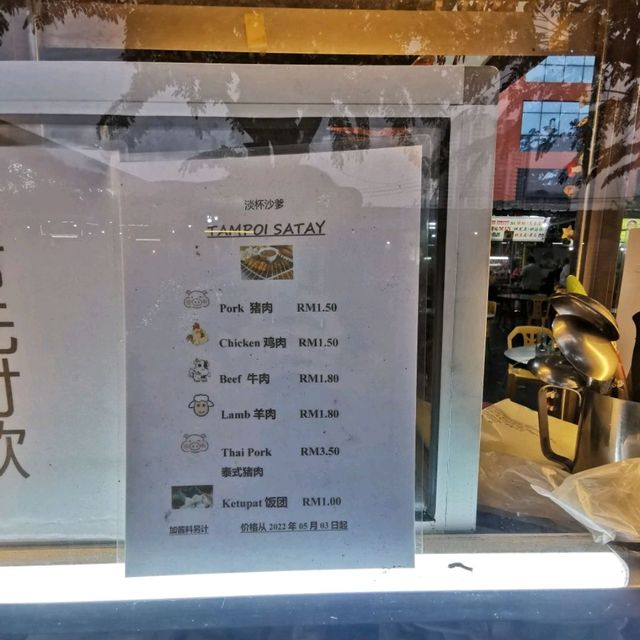 淡杯沙爹
TAMPOI SATAY
Pork 猪肉 RM1.50
Chicken 鸡肉 RM1.50
Beef 牛肉 RM1.80
Lamb 羊肉 RM1.80
Thai Pork RM3.50
泰式猪肉
Ketupat 饭团 RM1.00
加酱料另计 价格从 2022 年 05 月 03 日起